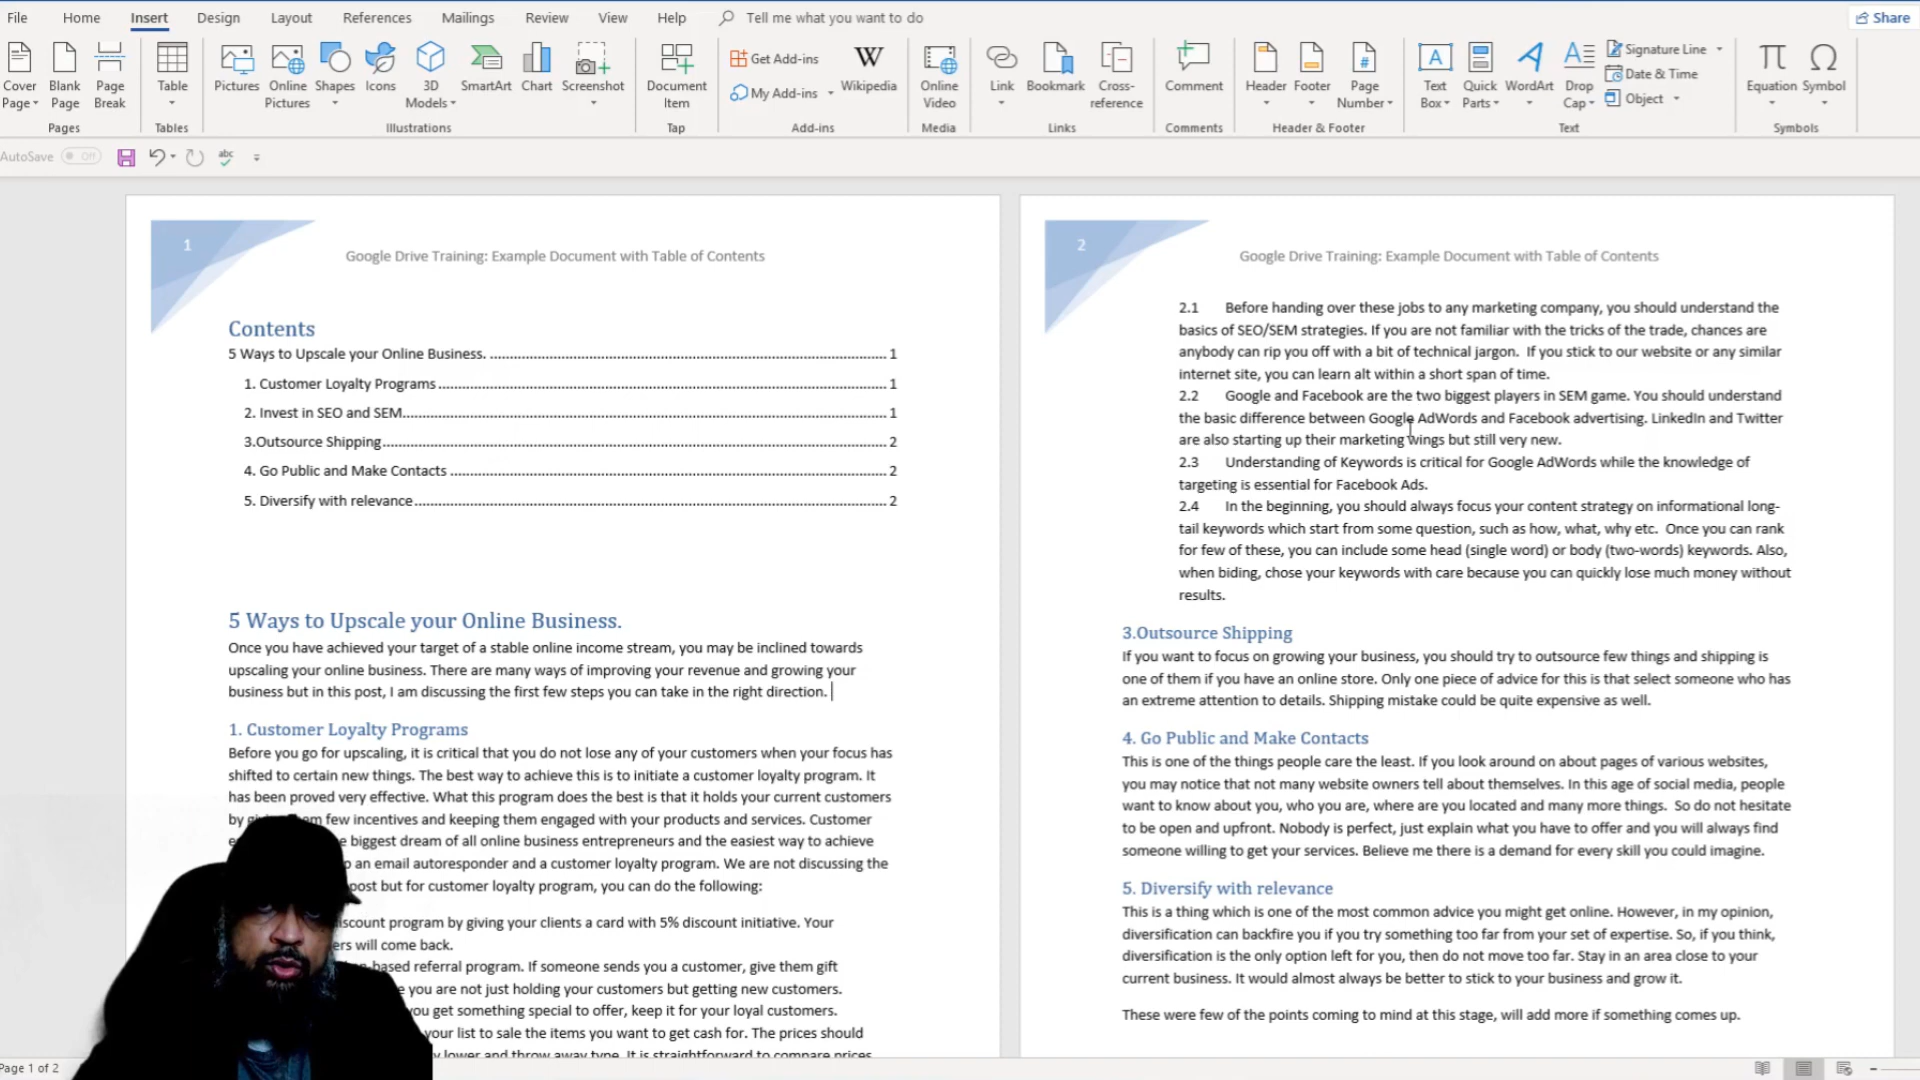 File Home Insert Design Layout References Mailings Review View Help Tell me what you want to do Share
Cover Page Blank Page Page Break Table Pictures Online Pictures Shapes Icons 3D Models SmartArt Chart Screenshot Document Item Get Add-ins My Add-ins Wikipedia Online Video Link Bookmark Cross-reference Comment Header Footer Page Number Text Box Quick Parts WordArt Drop Cap Signature Line Date & Time Object Equation Symbol
Pages Tables Illustrations Tap Add-ins Media Links Comments Header & Footer Text Symbols
AutoSave Off abc
1
Google Drive Training: Example Document with Table of Contents
Contents
5 Ways to Upscale your Online Business. 1
1. Customer Loyalty Programs 1
2. Invest in SEO and SEM 1
3.Outsource Shipping 2
4. Go Public and Make Contacts 2
5. Diversify with relevance 2
5 Ways to Upscale your Online Business.
Once you have achieved your target of a stable online income stream, you may be inclined towards
upscaling your online business. There are many ways of improving your revenue and growing your
business but in this post, I am discussing the first few steps you can take in the right direction.
1. Customer Loyalty Programs
Before you go for upscaling, it is critical that you do not lose any of your customers when your focus has
shifted to certain new things. The best way to achieve this is to initiate a customer loyalty program. It
has been proved very effective. What this program does the best is that it holds your current customers
by few incentives and keeping them engaged with your products and services. Customer
biggest dream of all online business entrepreneurs and the easiest way to achieve
an email autoresponder and a customer loyalty program. We are not discussing the
post but for customer loyalty program, you can do the following:
program by giving your clients a card with 5% discount initiative. Your
will come back.
referral program. If someone sends you a customer, give them gift
you are not just holding your customers but getting new customers.
you get something special to offer, keep it for your loyal customers.
your list to sale the items you want to get cash for. The prices should
lower and throw away type. It is straightforward to compare prices
2
Google Drive Training: Example Document with Table of Contents
2.1 Before handing over these jobs to any marketing company, you should understand the
basics of SEO/SEM strategies. If you are not familiar with the tricks of the trade, chances are
anybody can rip you off with a bit of technical jargon. If you stick to our website or any similar
internet site, you can learn alt within a short span of time.
2.2 Google and Facebook are the two biggest players in SEM game. You should understand
the basic difference between Google AdWords and Facebook advertising. LinkedIn and Twitter
are also starting up their marketing wings but still very new.
2.3 Understanding of Keywords is critical for Google AdWords while the knowledge of
targeting is essential for Facebook Ads.
2.4 In the beginning, you should always focus your content strategy on informational long-
tail keywords which start from some question, such as how, what, why etc. Once you can rank
for few of these, you can include some head (single word) or body (two-words) keywords. Also,
when biding, chose your keywords with care because you can quickly lose much money without
results.
3.Outsource Shipping
If you want to focus on growing your business, you should try to outsource few things and shipping is
one of them if you have an online store. Only one piece of advice for this is that select someone who has
an extreme attention to details. Shipping mistake could be quite expensive as well.
4. Go Public and Make Contacts
This is one of the things people care the least. If you look around on about pages of various websites,
you may notice that not many website owners tell about themselves. In this age of social media, people
want to know about you, who you are, where are you located and many more things. So do not hesitate
to be open and upfront. Nobody is perfect, just explain what you have to offer and you will always find
someone willing to get your services. Believe me there is a demand for every skill you could imagine.
5. Diversify with relevance
This is a thing which is one of the most common advice you might get online. However, in my opinion,
diversification can backfire you if you try something too far from your set of expertise. So, if you think,
diversification is the only option left for you, then do not move too far. Stay in an area close to your
current business. It would almost always be better to stick to your business and grow it.
These were few of the points coming to mind at this stage, will add more if something comes up.
Page 1 of 2